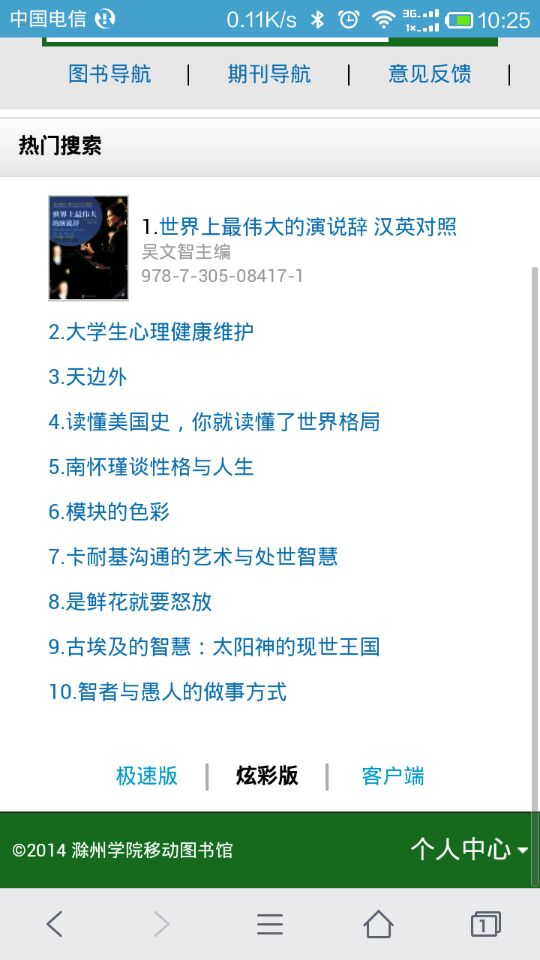 中国电信 0.11K/s 3G 1x 10:25
图书导航 | 期刊导航 | 意见反馈 |
热门搜索
世界上最伟大
的演说辞
1.世界上最伟大的演说辞 汉英对照
吴文智主编
978-7-305-08417-1
2.大学生心理健康维护
3.天边外
4.读懂美国史，你就读懂了世界格局
5.南怀瑾谈性格与人生
6.模块的色彩
7.卡耐基沟通的艺术与处世智慧
8.是鲜花就要怒放
9.古埃及的智慧：太阳神的现世王国
10.智者与愚人的做事方式
极速版 | 炫彩版 | 客户端
©2014 滁州学院移动图书馆 个人中心
1